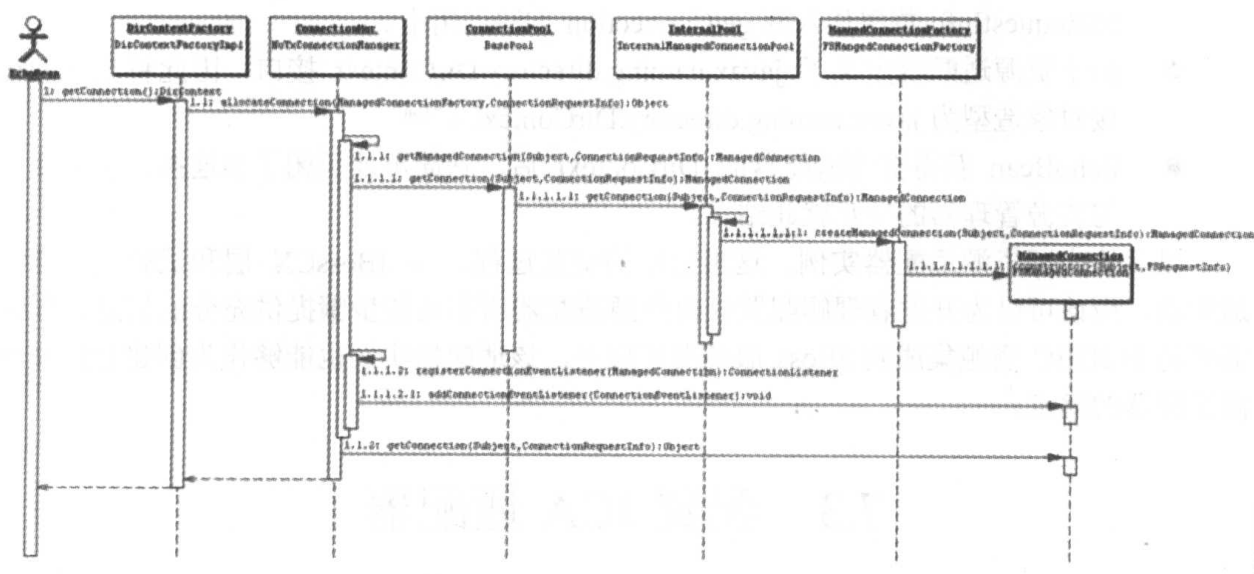 DirContextFactory
DirContextFactoryImpl
NoTxConnectionManager
ConnectionPool
BasePool
InternalPool
InternalManagedConnectionPool
ManagedConnectionFactory
EchoBean
1: getConnection():DirContext
1.1: allocateConnection(ManagedConnectionFactory,ConnectionRequestInfo):Object
1.1.1: getManagedConnection(Subject,ConnectionRequestInfo):ManagedConnection
1.1.1.1: getConnection(Subject,ConnectionRequestInfo):ManagedConnection
1.1.1.1.1: getConnection(Subject,ConnectionRequestInfo):ManagedConnection
createManagedConnection(Subject,ConnectionRequestInfo):ManagedConnection
ManagedConnection
1.1.1.2: registerConnectionEventListener(ManagedConnection):ConnectionListener
1.1.1.2.1: addConnectionEventListener(ConnectionEventListener):void
1.1.2: getConnection(Subject,ConnectionRequestInfo):Object